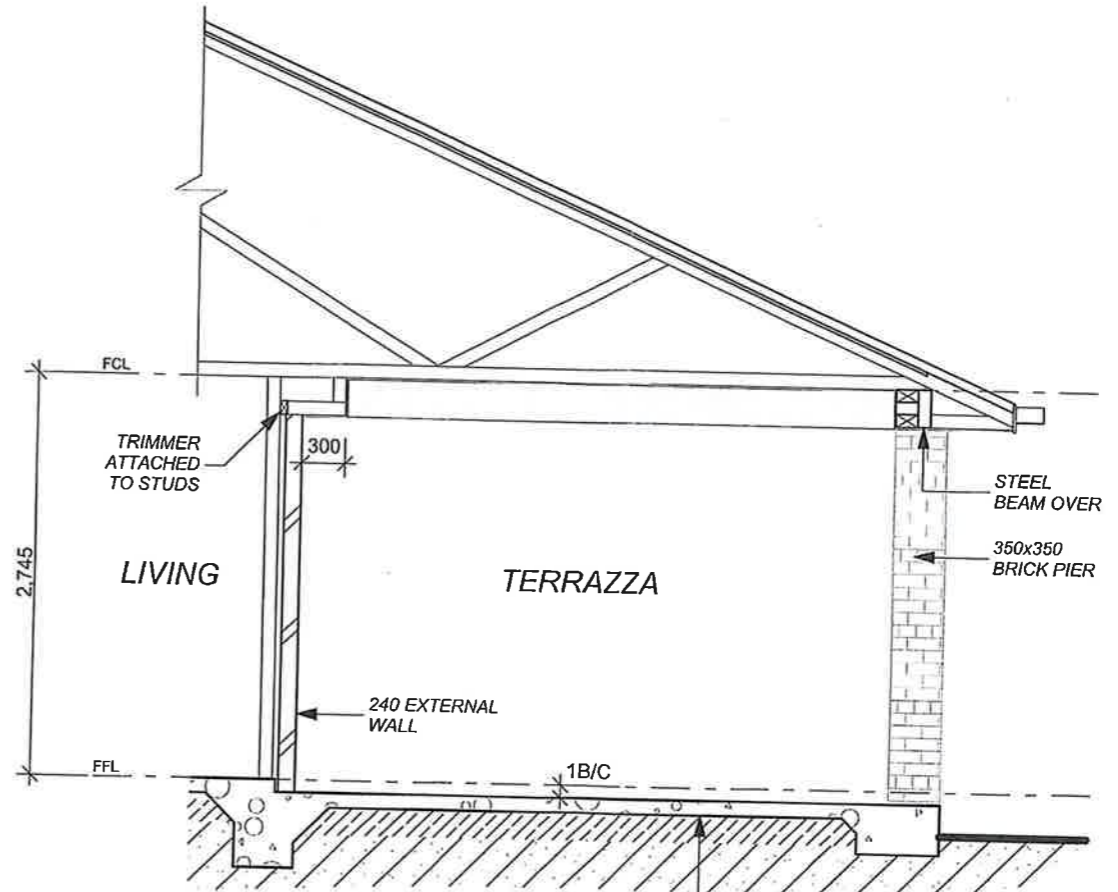 FCL
TRIMMER
ATTACHED
TO STUDS
300
STEEL
BEAM OVER
350x350
BRICK PIER
2,745
LIVING
TERRAZZA
240 EXTERNAL
WALL
FFL
1B/C